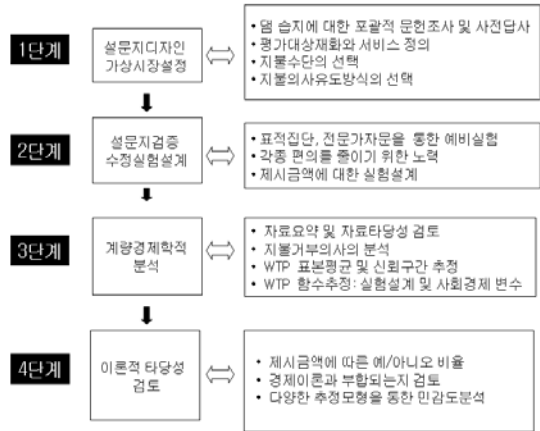 1단계
설문지디자인
가상시장설정
• 댐 습지에 대한 포괄적 문헌조사 및 사전답사
• 평가대상재화와 서비스 정의
• 지불수단의 선택
• 지불의사유도방식의 선택
2단계
설문지검증
수정실험설계
• 표적집단, 전문가자문을 통한 예비실험
• 각종 편의를 줄이기 위한 노력
• 제시금액에 대한 실험설계
3단계
계량경제학적
분석
• 자료요약 및 자료타당성 검토
• 지불거부의사의 분석
• WTP 표본평균 및 신뢰구간 추정
• WTP 함수추정: 실험설계 및 사회경제 변수
4단계
이론적 타당성
검토
• 제시금액에 따른 예/아니오 비율
• 경제이론과 부합되는지 검토
• 다양한 추정모형을 통한 민감도분석